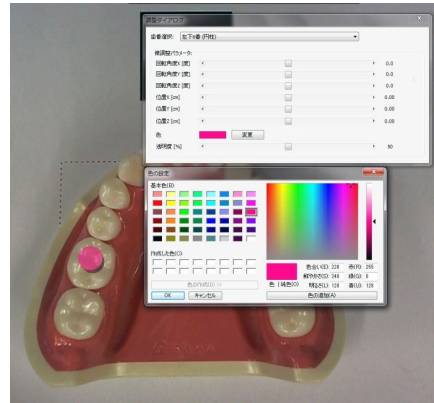 調整ダイアログ
歯番選択: 左下6番 (円柱)
微調整パラメータ:
回転角度X [度] 0.0
回転角度Y [度] 0.0
回転角度Z [度] 0.0
位置X [cm] 0.00
位置Y [cm] 0.00
位置Z [cm] 0.00
色 変更
透明度 [%] 50
色の設定
基本色(B)
作成した色(C)
色の作成(D) >>
OK キャンセル
色 | 純色(O)
色合い(E): 220 赤(R): 255
鮮やかさ(S): 240 緑(G): 0
明るさ(L): 120 青(U): 128
色の追加(A)